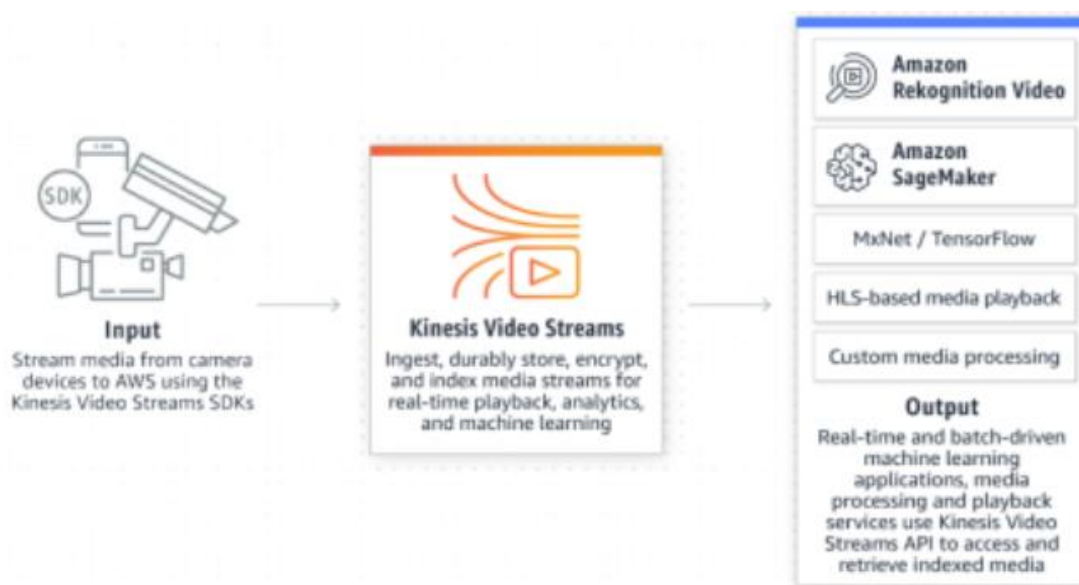 SDK
Input
Stream media from camera
devices to AWS using the
Kinesis Video Streams SDKs
Kinesis Video Streams
Ingest, durably store, encrypt,
and index media streams for
real-time playback, analytics,
and machine learning
Amazon
Rekognition Video
Amazon
SageMaker
MxNet / TensorFlow
HLS-based media playback
Custom media processing
Output
Real-time and batch-driven
machine learning
applications, media
processing and playback
services use Kinesis Video
Streams API to access and
retrieve indexed media